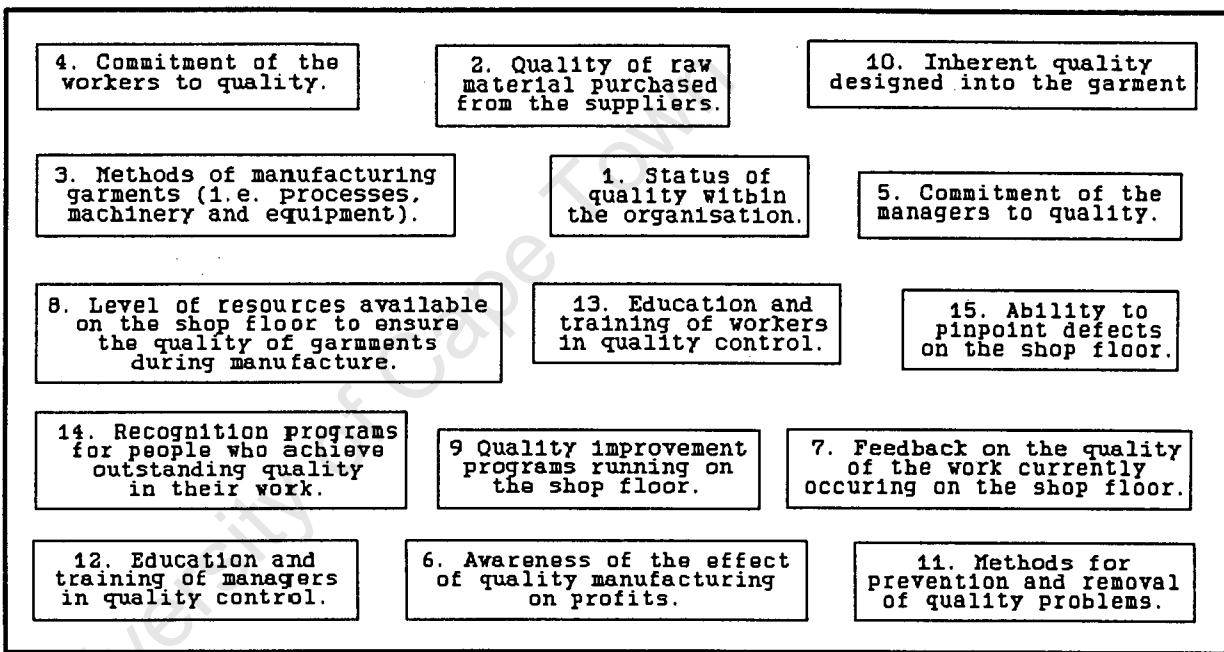 4. Commitment of the
workers to quality.
2. Quality of raw
material purchased
from the suppliers.
10. Inherent quality
designed into the garment
3. Methods of manufacturing
garments (i.e. processes,
machinery and equipment).
1. Status of
quality within
the organisation.
5. Commitment of the
managers to quality.
8. Level of resources available
on the shop floor to ensure
the quality of garments
during manufacture.
13. Education and
training of workers
in quality control.
15. Ability to
pinpoint defects
on the shop floor.
14. Recognition programs
for people who achieve
outstanding quality
in their work.
9 Quality improvement
programs running on
the shop floor.
7. Feedback on the quality
of the work currently
occuring on the shop floor.
12. Education and
training of managers
in quality control.
6. Awareness of the effect
of quality manufacturing
on profits.
11. Methods for
prevention and removal
of quality problems.
versity of Cape Town